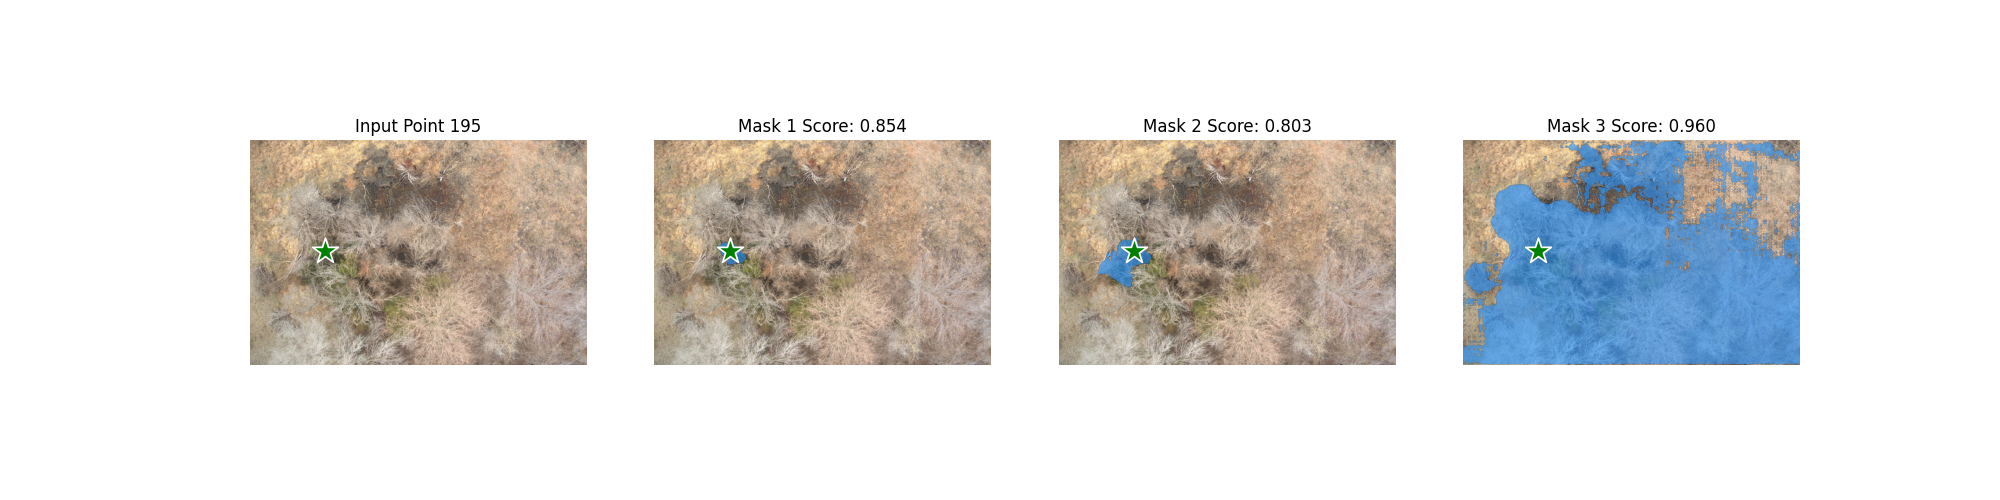 Input Point 195
Mask 1 Score: 0.854
Mask 2 Score: 0.803
Mask 3 Score: 0.960